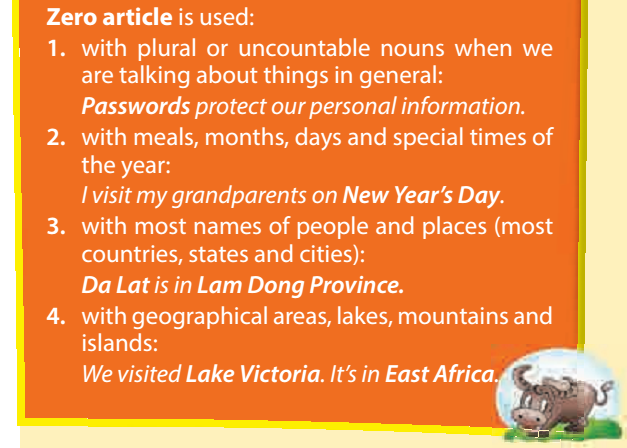 Zero article is used:
1. with plural or uncountable nouns when we
are talking about things in general:
Passwords protect our personal information.
2. with meals, months, days and special times of
the year:
I visit my grandparents on New Year's Day.
3. with most names of people and places (most
countries, states and cities):
Da Lat is in Lam Dong Province.
4. with geographical areas, lakes, mountains and
islands:
We visited Lake Victoria. It's in East Africa.